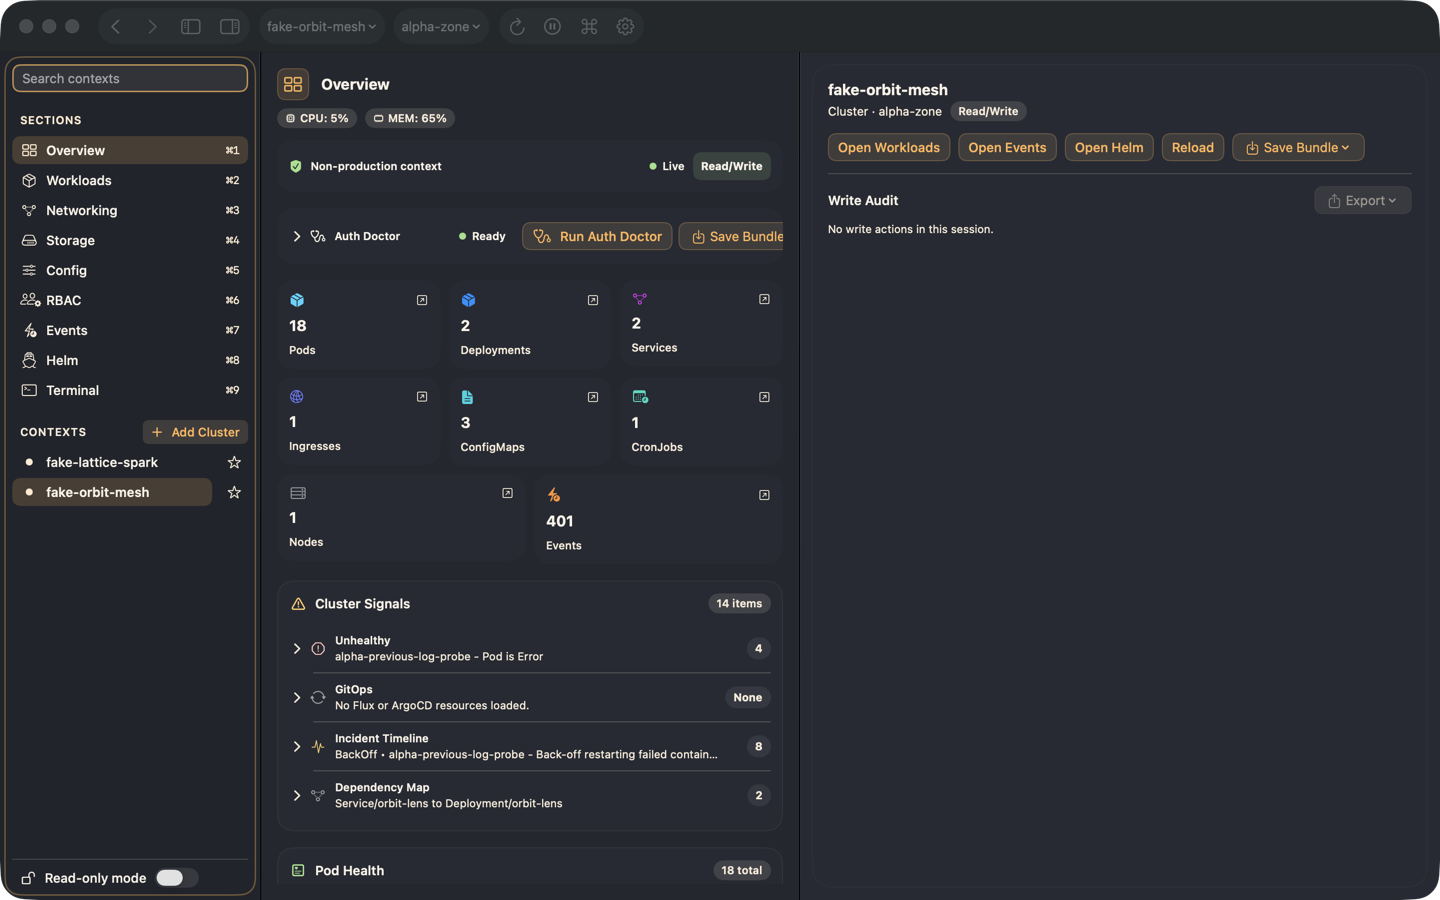 fake-orbit-mesh
alpha-zone
Search contexts
SECTIONS
Overview ⌘1
Workloads ⌘2
Networking ⌘3
Storage ⌘4
Config ⌘5
RBAC ⌘6
Events ⌘7
Helm ⌘8
Terminal ⌘9
CONTEXTS
+ Add Cluster
fake-lattice-spark
fake-orbit-mesh
Read-only mode
Overview
CPU: 5%
MEM: 65%
Non-production context
Live
Read/Write
Auth Doctor
Ready
Run Auth Doctor
Save Bundle
18
Pods
2
Deployments
2
Services
1
Ingresses
3
ConfigMaps
1
CronJobs
1
Nodes
401
Events
Cluster Signals
14 items
Unhealthy
alpha-previous-log-probe - Pod is Error
4
GitOps
No Flux or ArgoCD resources loaded.
None
Incident Timeline
BackOff • alpha-previous-log-probe - Back-off restarting failed contain...
8
Dependency Map
Service/orbit-lens to Deployment/orbit-lens
2
Pod Health
18 total
fake-orbit-mesh
Cluster · alpha-zone
Read/Write
Open Workloads
Open Events
Open Helm
Reload
Save Bundle
Write Audit
Export
No write actions in this session.